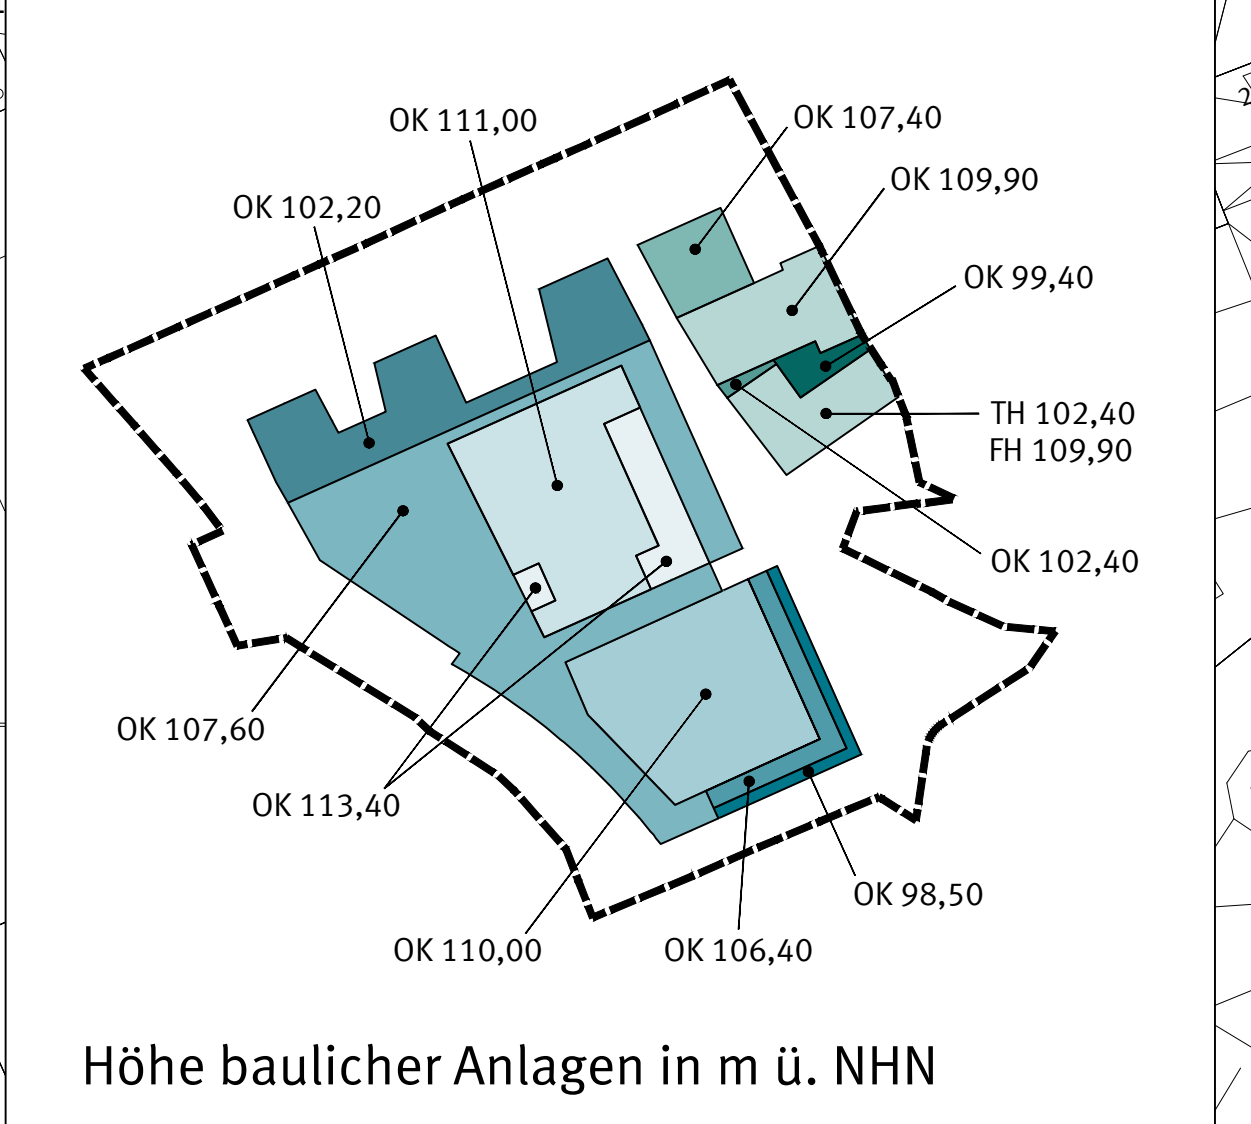 OK 111,00
OK 107,40
OK 109,90
OK 102,20
OK 99,40
TH 102,40
FH 109,90
OK 102,40
OK 107,60
OK 113,40
OK 98,50
OK 110,00
OK 106,40
Höhe baulicher Anlagen in m ü. NHN